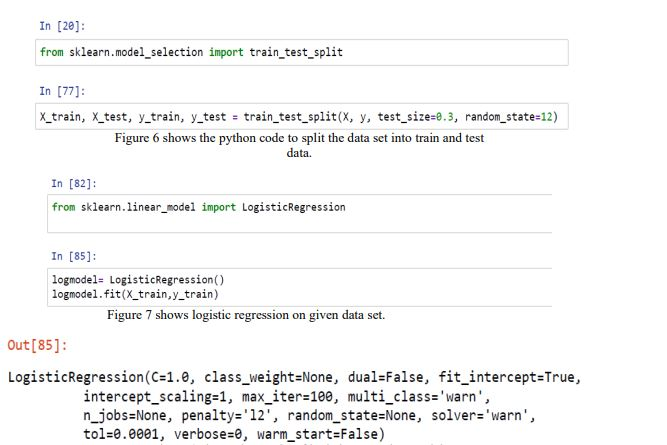 In [20]:
from sklearn.model_selection import train_test_split
In [77]:
X_train, X_test, y_train, y_test = train_test_split(X, y, test_size=0.3, random_state=12)
Figure 6 shows the python code to split the data set into train and test
data.
In [82]:
from sklearn.linear_model import LogisticRegression
In [85]:
logmodel= LogisticRegression()
logmodel.fit(X_train,y_train)
Figure 7 shows logistic regression on given data set.
Out[85]:
LogisticRegression(C=1.0, class_weight=None, dual=False, fit_intercept=True,
intercept_scaling=1, max_iter=100, multi_class='warn',
n_jobs=None, penalty='l2', random_state=None, solver='warn',
tol=0.0001, verbose=0, warm_start=False)